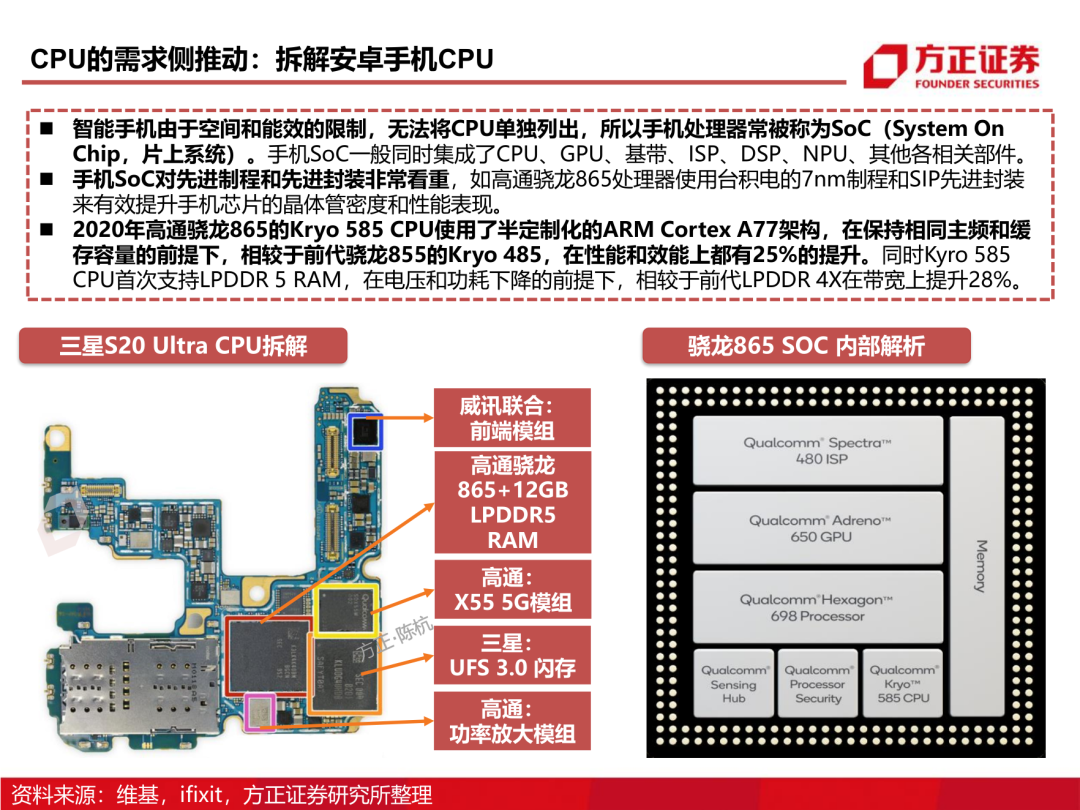 CPU的需求侧推动：拆解安卓手机CPU
方正证券
FOUNDER SECURITIES
■ 智能手机由于空间和能效的限制，无法将CPU单独列出，所以手机处理器常被称为SoC（System On
Chip，片上系统）。手机SoC一般同时集成了CPU、GPU、基带、ISP、DSP、NPU、其他各相关部件。
■ 手机SoC对先进制程和先进封装非常看重，如高通骁龙865处理器使用台积电的7nm制程和SIP先进封装
来有效提升手机芯片的晶体管密度和性能表现。
■ 2020年高通骁龙865的Kryo 585 CPU使用了半定制化的ARM Cortex A77架构，在保持相同主频和缓
存容量的前提下，相较于前代骁龙855的Kryo 485，在性能和效能上都有25%的提升。同时Kyro 585
CPU首次支持LPDDR 5 RAM，在电压和功耗下降的前提下，相较于前代LPDDR 4X在带宽上提升28%。
三星S20 Ultra CPU拆解
威讯联合：
前端模组
高通骁龙
865+12GB
LPDDR5
RAM
高通：
X55 5G模组
三星：
UFS 3.0 闪存
高通：
功率放大模组
方正·陈杭
骁龙865 SOC 内部解析
Qualcomm® Spectra™
480 ISP
Qualcomm® Adreno™
650 GPU
Qualcomm® Hexagon™
698 Processor
Qualcomm®
Sensing
Hub
Qualcomm®
Processor
Security
Qualcomm®
Kryo™
585 CPU
Memory
资料来源：维基，ifixit，方正证券研究所整理